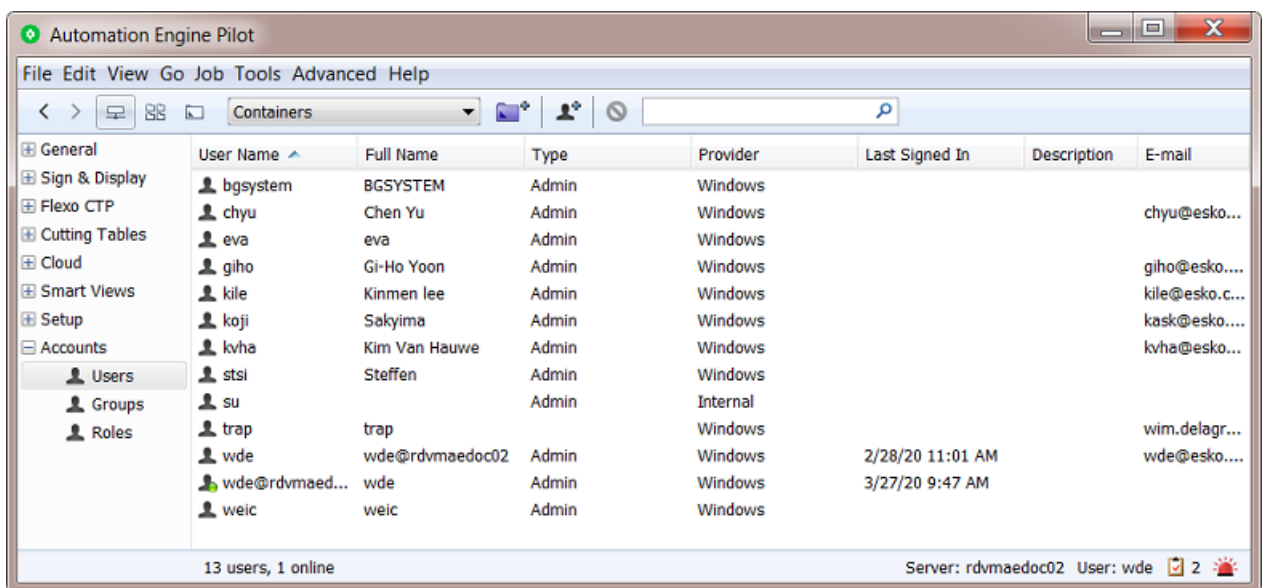 Automation Engine Pilot
File Edit View Go Job Tools Advanced Help
Containers
General
Sign & Display
Flexo CTP
Cutting Tables
Cloud
Smart Views
Setup
Accounts
Users
Groups
Roles
User Name Full Name Type Provider Last Signed In Description E-mail
bgsystem BGSYSTEM Admin Windows
chyu Chen Yu Admin Windows chyu@esko...
eva eva Admin Windows
giho Gi-Ho Yoon Admin Windows giho@esko....
kile Kinmen lee Admin Windows kile@esko.c...
koji Sakyima Admin Windows kask@esko....
kvha Kim Van Hauwe Admin Windows kvha@esko...
stsi Steffen Admin Windows
su Admin Internal
trap trap Windows wim.delagr...
wde wde@rdvmaedoc02 Admin Windows 2/28/20 11:01 AM wde@esko....
wde@rdvmaed... wde Admin Windows 3/27/20 9:47 AM
weic weic Admin Windows
13 users, 1 online
Server: rdvmaedoc02 User: wde 2